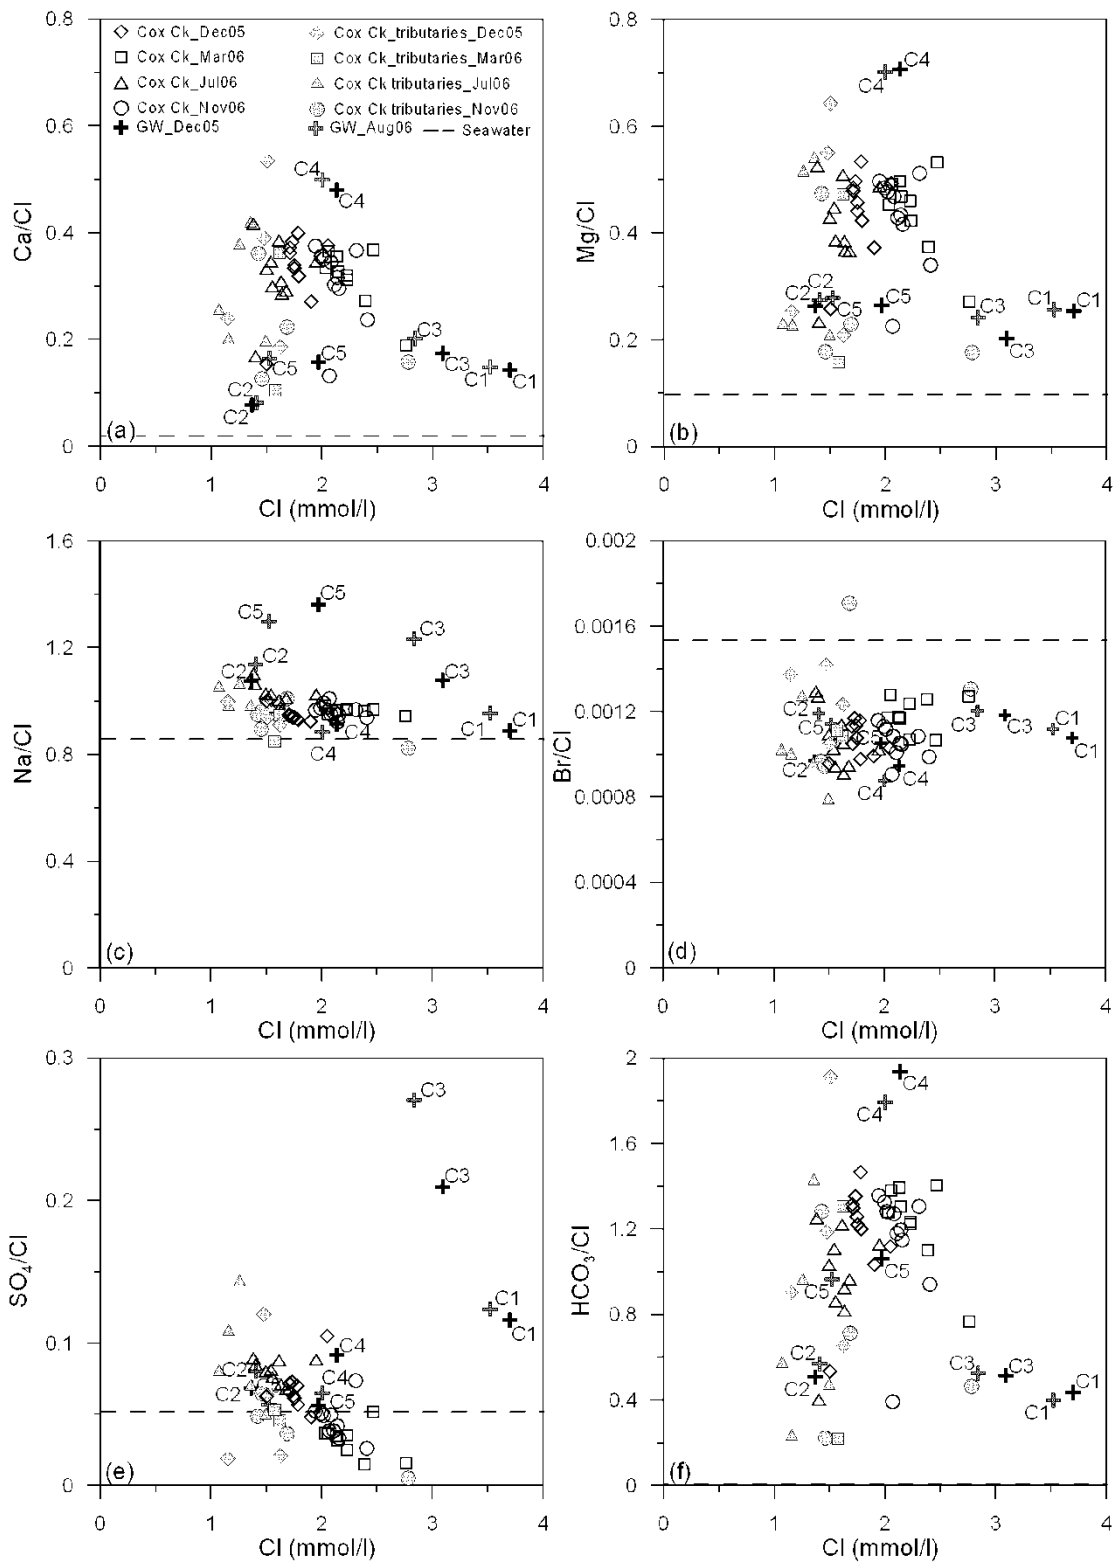 0.8
0.6
0.4
0.2
0
Ca/Cl
Cox Ck_Dec05
Cox Ck_tributaries_Dec05
Cox Ck_Mar06
Cox Ck_tributaries_Mar06
Cox Ck_Jul06
Cox Ck tributaries_Jul06
Cox Ck_Nov06
Cox Ck tributaries_Nov06
GW_Dec05
GW_Aug06
Seawater
C4
C4
C3
C5
C5
C3
C2
C1
C1
C2
(a)
0 1 2 3 4
Cl (mmol/l)
0.8
0.6
0.4
0.2
0
Mg/Cl
C4
C4
C2
C2
C5
C5
C1
C1
C3
C3
(b)
0 1 2 3 4
Cl (mmol/l)
1.6
1.2
0.8
0.4
0
Na/Cl
C5
C5
C2
C3
C2
C3
C1
C4
C4
(c)
0 1 2 3 4
Cl (mmol/l)
0.002
0.0016
0.0012
0.0008
0.0004
0
Br/Cl
C2
C5
C5
C3
C3
C1
C1
C2
C4
C4
(d)
0 1 2 3 4
Cl (mmol/l)
0.3
0.2
0.1
0
SO4/Cl
C3
C3
C1
C1
C4
C2
C4
C2
C5
(e)
0 1 2 3 4
Cl (mmol/l)
2
1.6
1.2
0.8
0.4
0
HCO3/Cl
C4
C4
C5
C5
C2
C2
C3
C3
C1
C1
(f)
0 1 2 3 4
Cl (mmol/l)